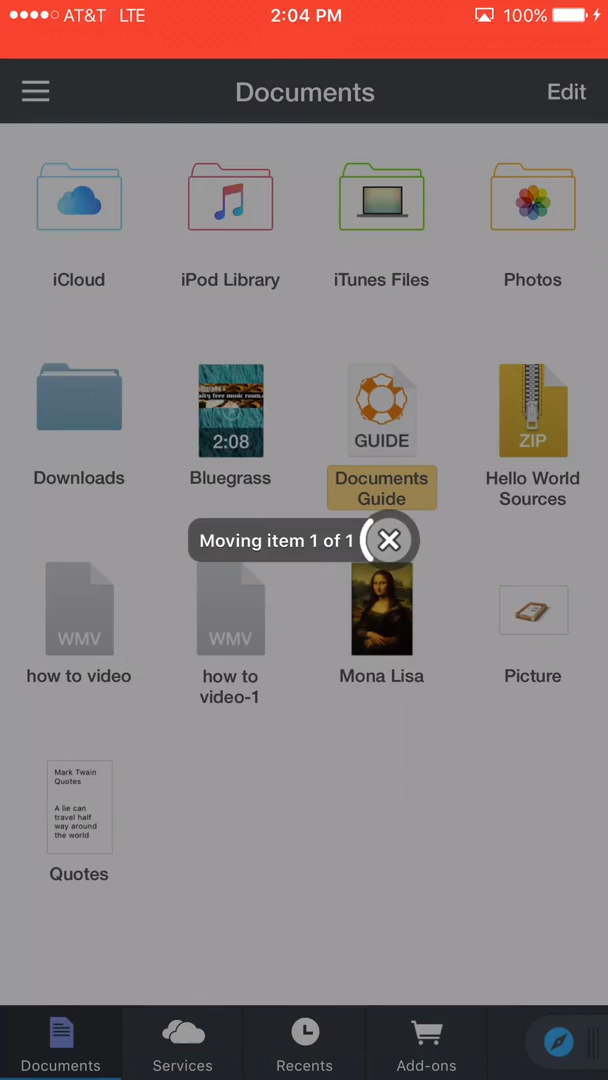 AT&T LTE 2:04 PM 100%
Documents Edit
iCloud iPod Library iTunes Files Photos
2:08 GUIDE ZIP
Downloads Bluegrass Documents Guide Hello World Sources
Moving item 1 of 1
WMV WMV
how to video how to video-1 Mona Lisa Picture
Mark Twain
Quotes
A lie can
travel half
way around
the world
Quotes
Documents Services Recents Add-ons